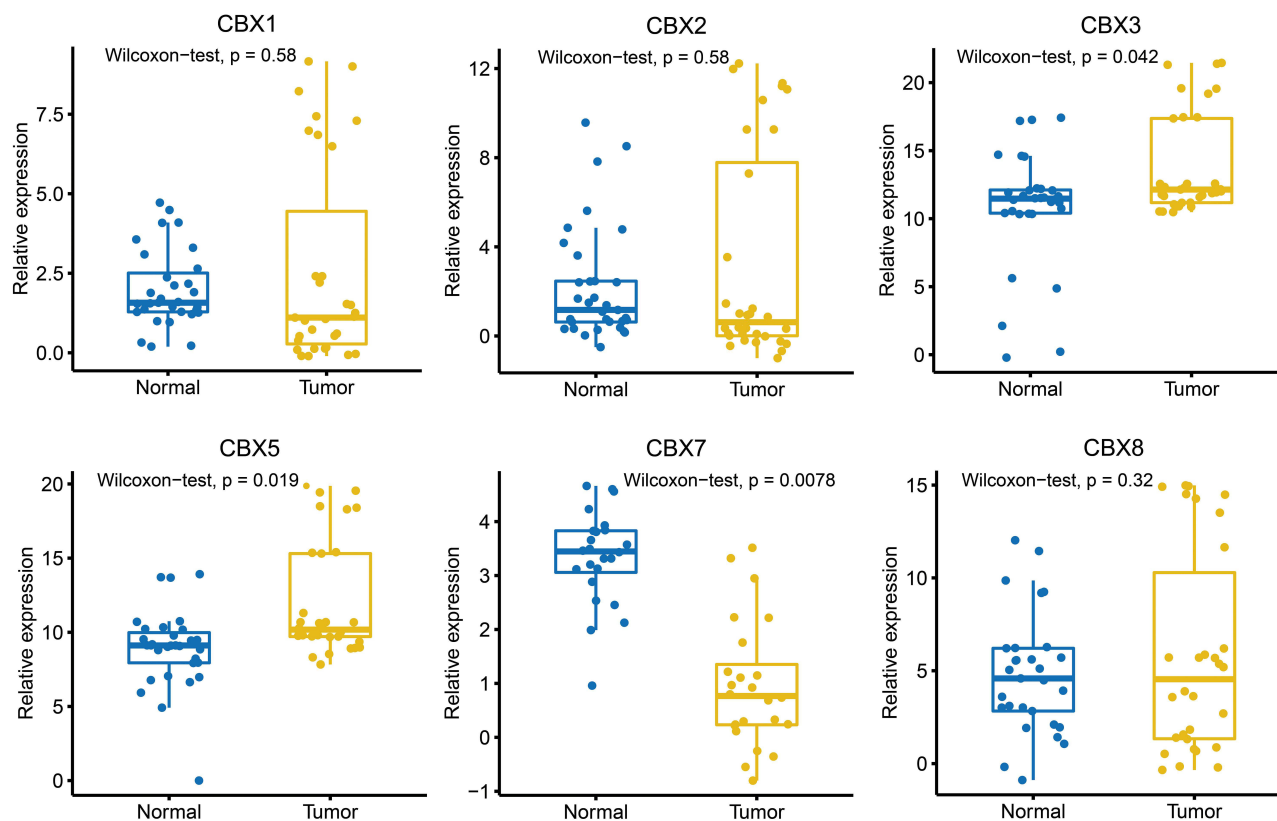 CBX1
Wilcoxon−test, p = 0.58
Relative expression
7.5
5.0
2.5
0.0
Normal
Tumor
CBX2
Wilcoxon−test, p = 0.58
Relative expression
12
8
4
0
Normal
Tumor
CBX3
Wilcoxon−test, p = 0.042
Relative expression
20
15
10
5
0
Normal
Tumor
CBX5
Wilcoxon−test, p = 0.019
Relative expression
20
15
10
5
0
Normal
Tumor
CBX7
Wilcoxon−test, p = 0.0078
Relative expression
4
3
2
1
0
−1
Normal
Tumor
CBX8
Wilcoxon−test, p = 0.32
Relative expression
15
10
5
0
Normal
Tumor